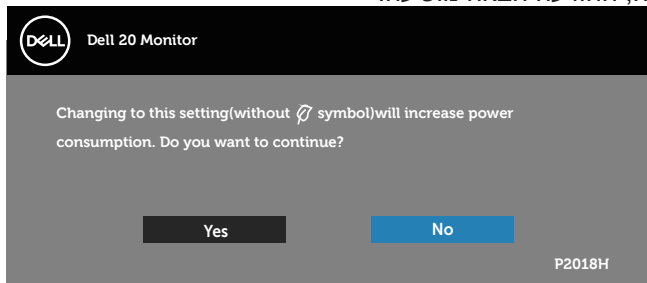 DELL
Dell 20 Monitor
Changing to this setting(without symbol)will increase power
consumption. Do you want to continue?
Yes No
P2018H